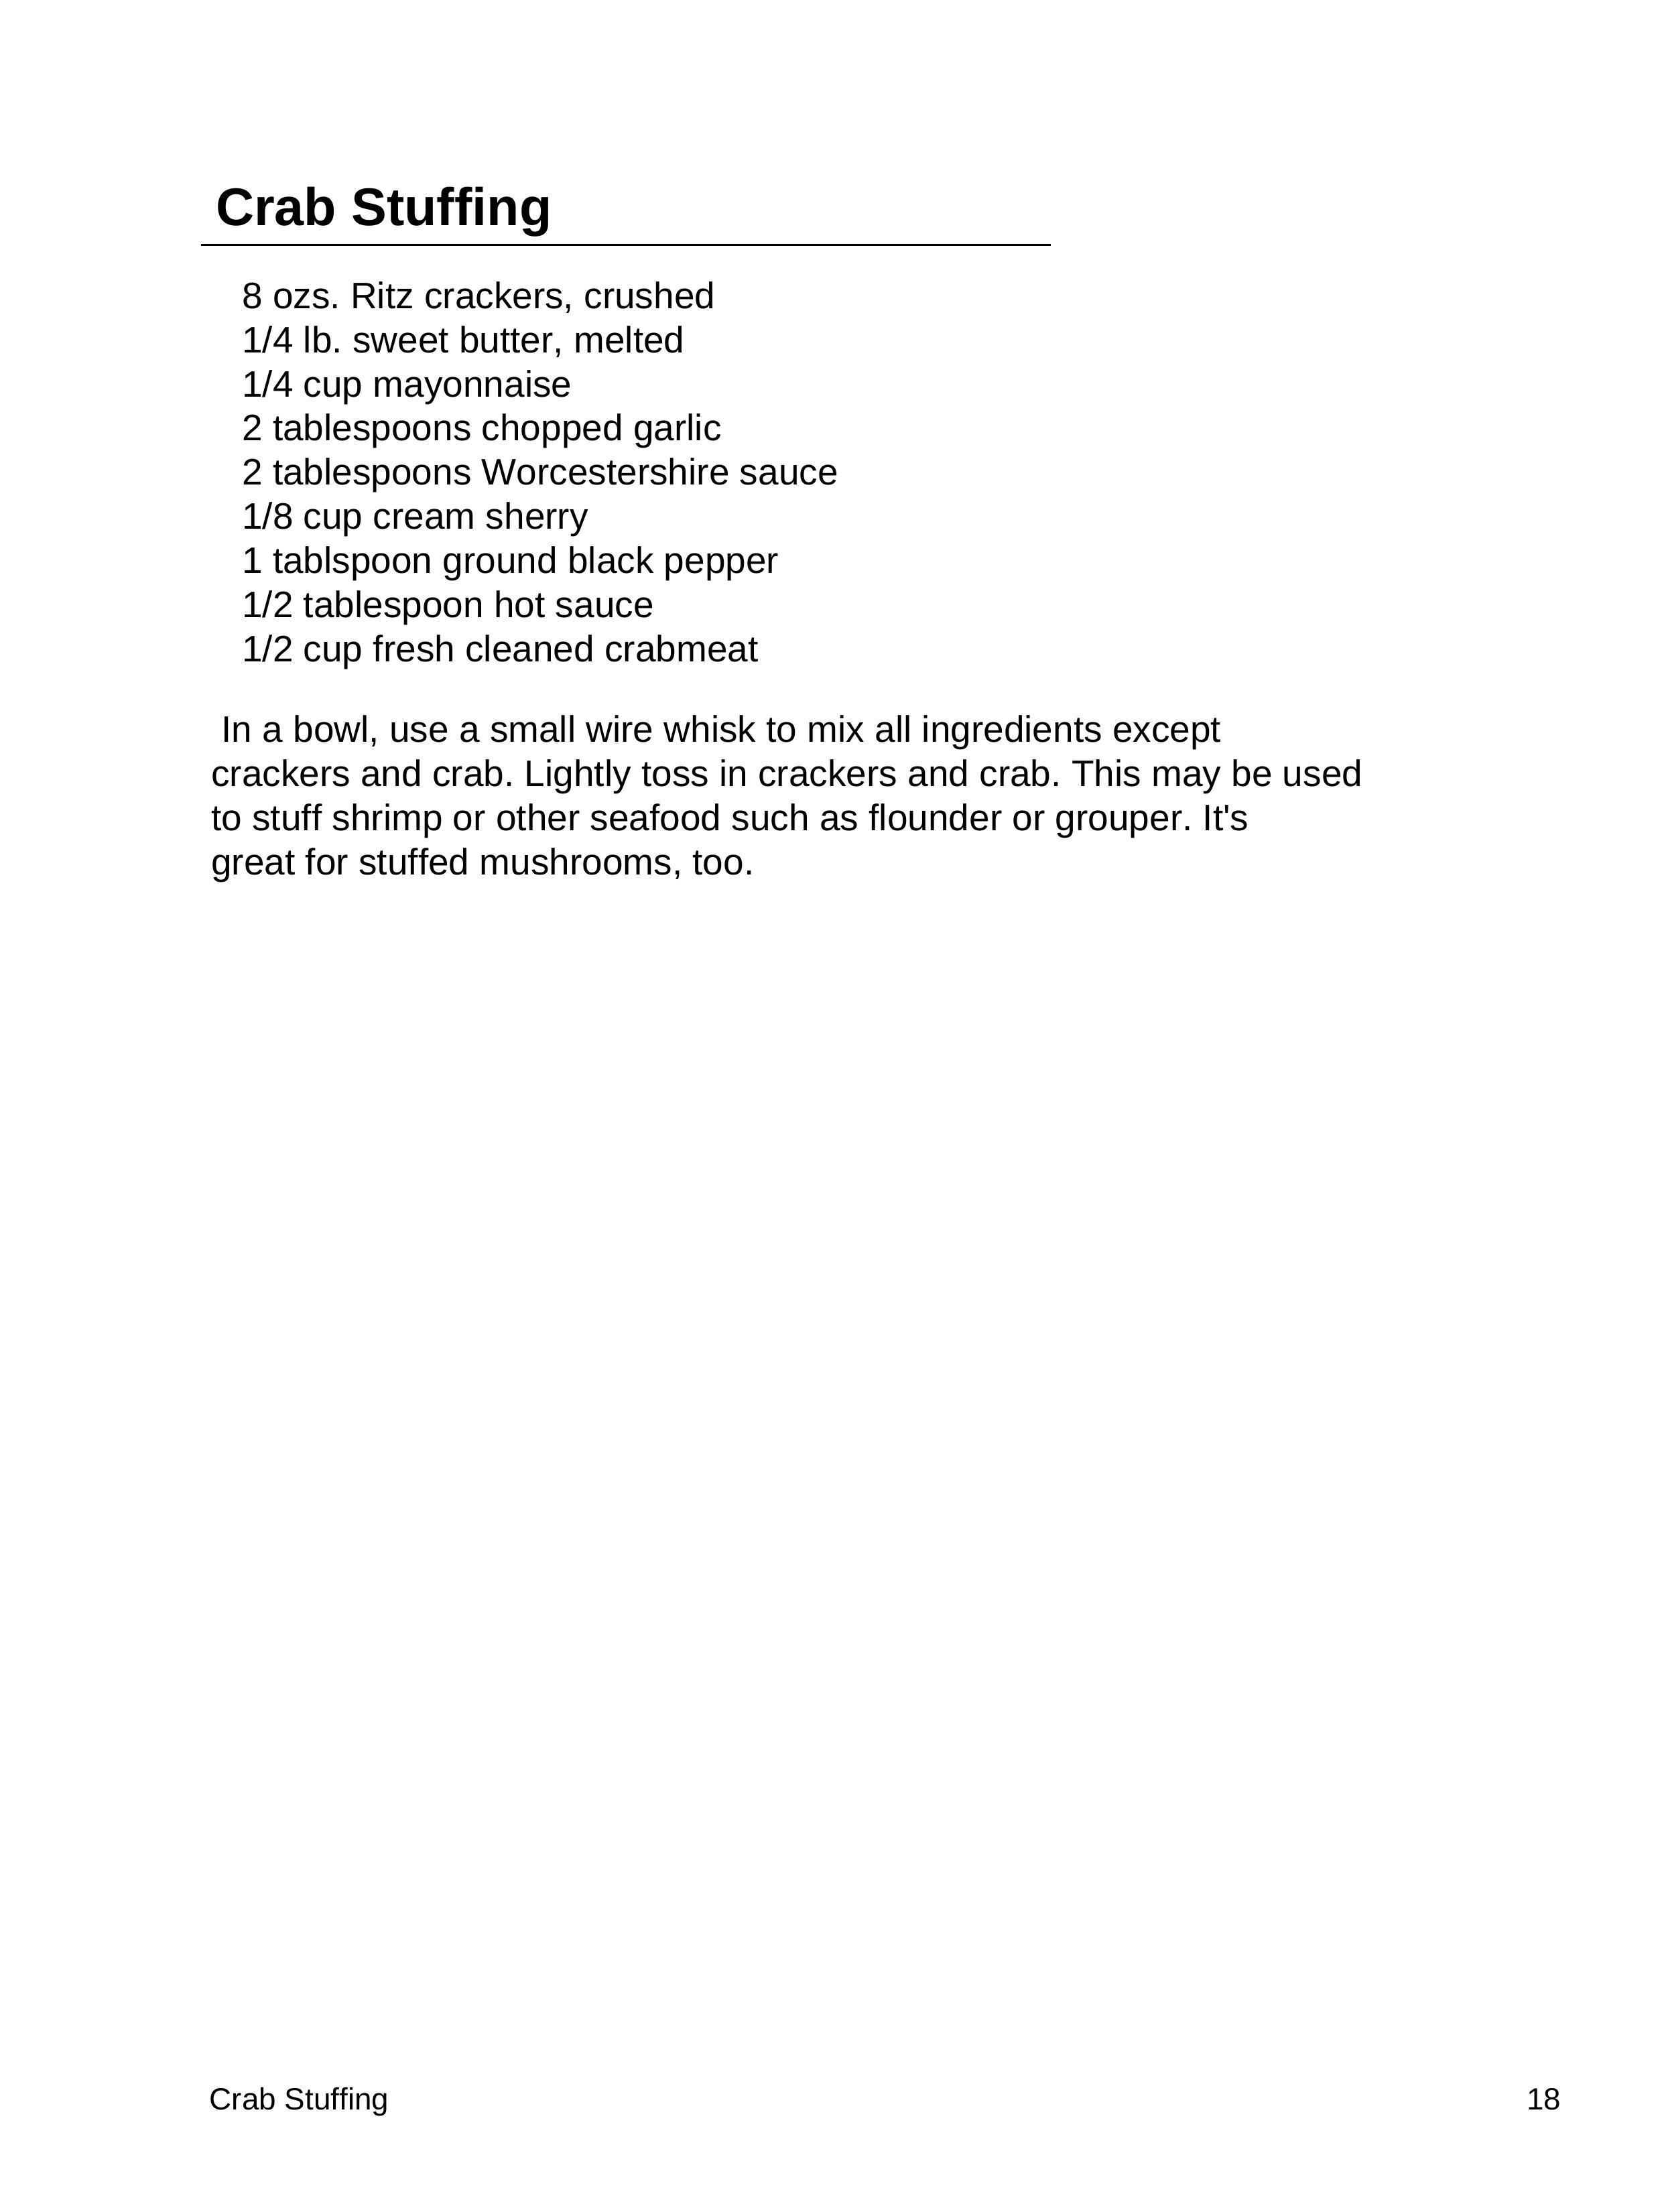 Crab Stuffing
8 ozs. Ritz crackers, crushed
1/4 lb. sweet butter, melted
1/4 cup mayonnaise
2 tablespoons chopped garlic
2 tablespoons Worcestershire sauce
1/8 cup cream sherry
1 tablspoon ground black pepper
1/2 tablespoon hot sauce
1/2 cup fresh cleaned crabmeat
In a bowl, use a small wire whisk to mix all ingredients except
crackers and crab. Lightly toss in crackers and crab. This may be used
to stuff shrimp or other seafood such as flounder or grouper. It's
great for stuffed mushrooms, too.
Crab Stuffing 18